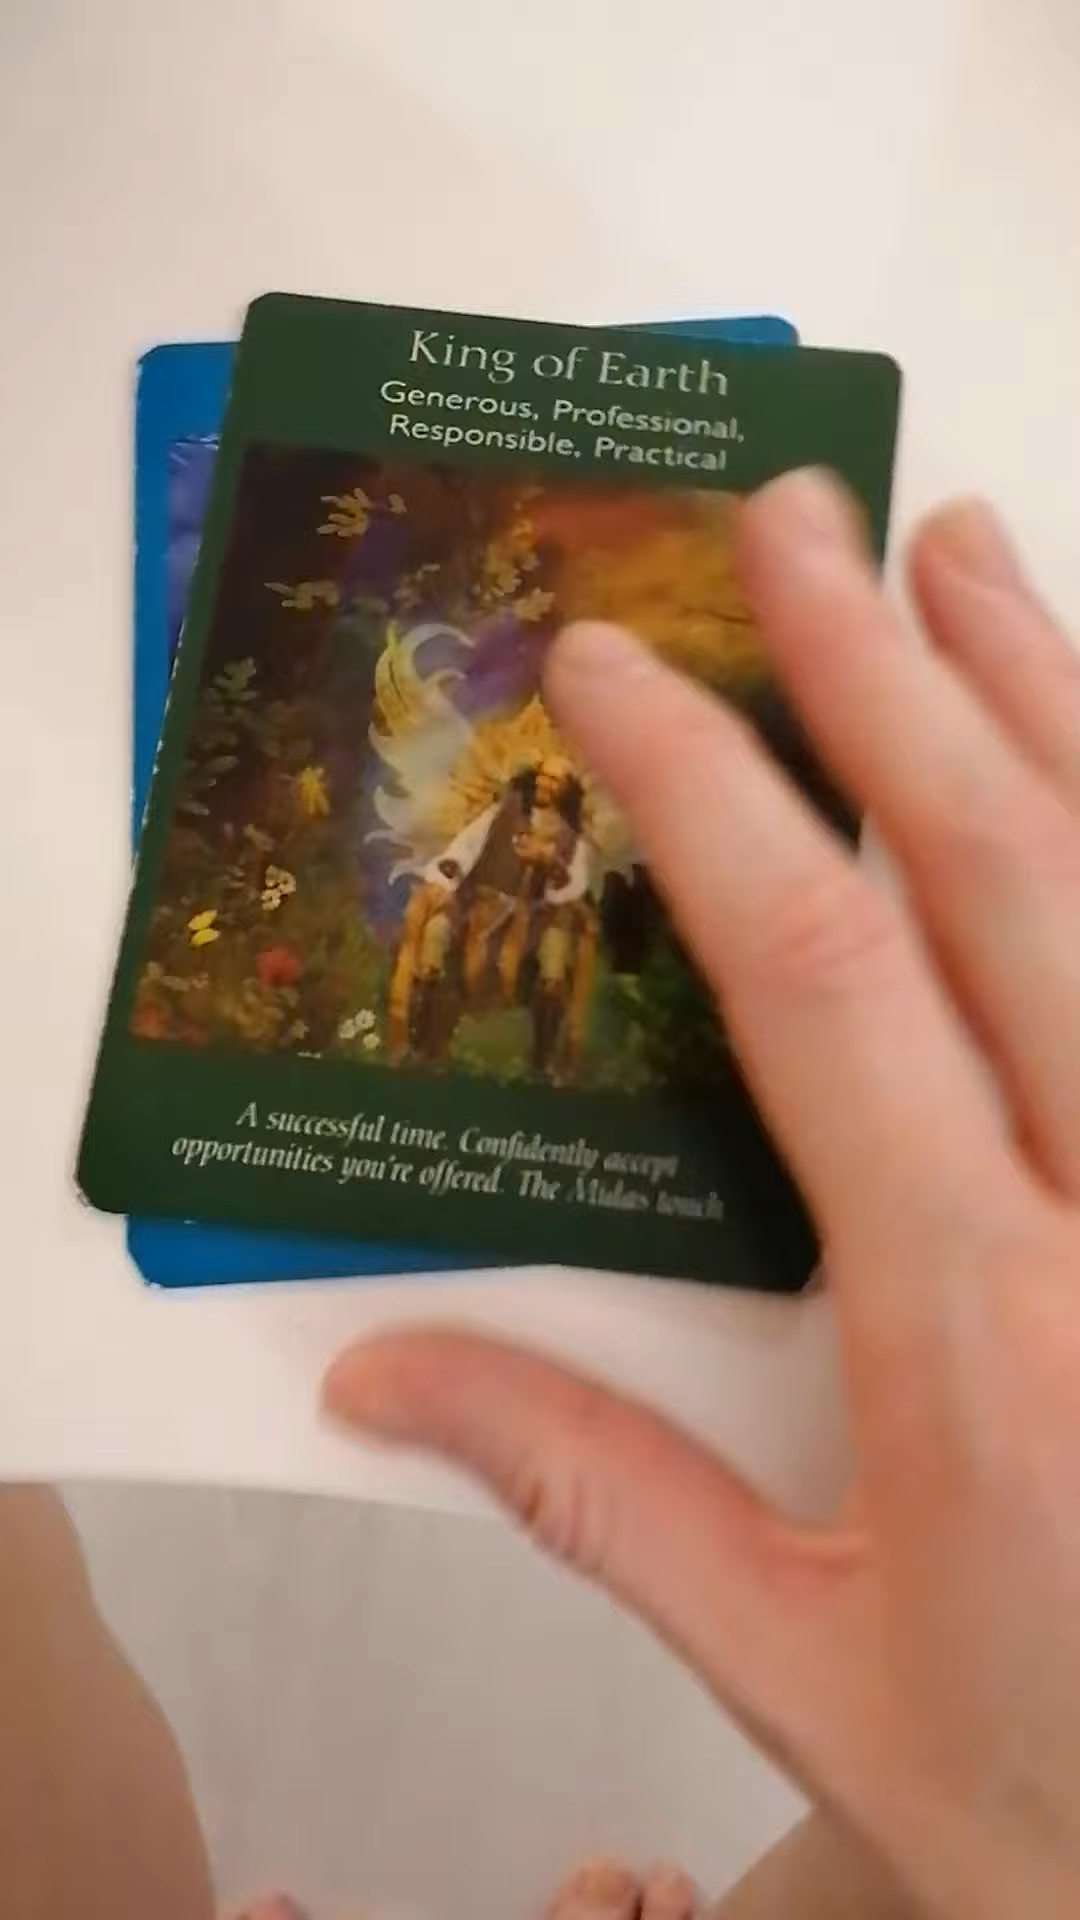 King of Earth
Generous, Professional,
Responsible, Practical
A successful time. Confidently accept
opportunities you're offered. The Midas touch